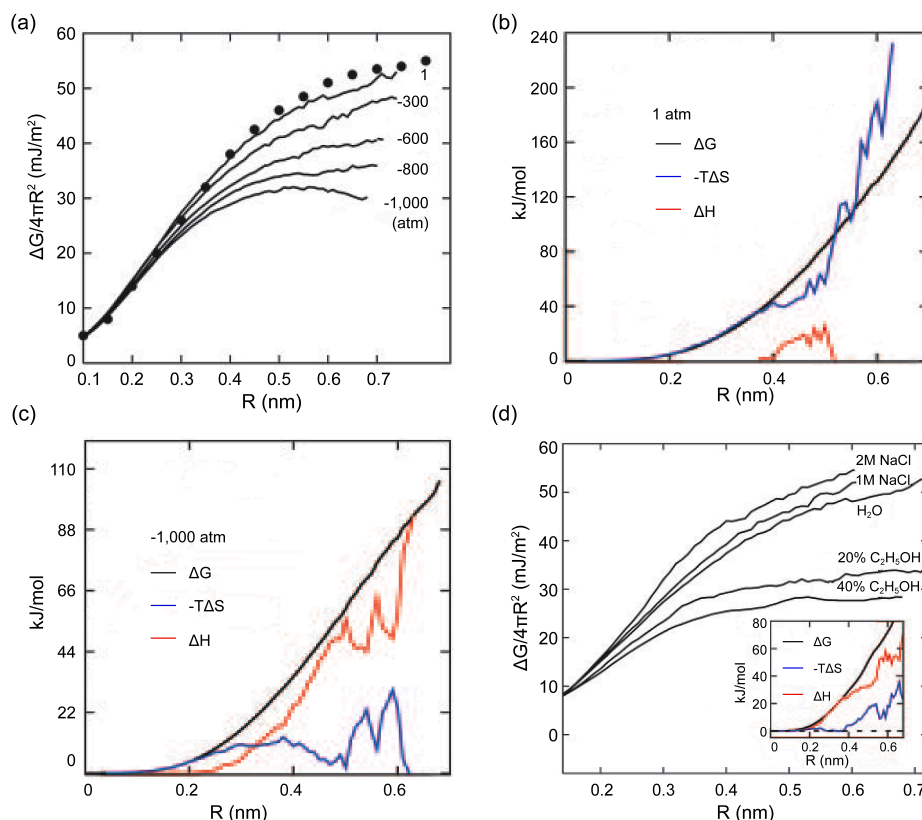 (a)
60
50
40
30
20
10
0
ΔG/4πR² (mJ/m²)
1
-300
-600
-800
-1,000
(atm)
0.1 0.2 0.3 0.4 0.5 0.6 0.7
R (nm)
(b)
240
200
160
120
80
40
0
kJ/mol
1 atm
ΔG
-TΔS
ΔH
0 0.2 0.4 0.6
R (nm)
(c)
110
88
66
44
22
0
kJ/mol
-1,000 atm
ΔG
-TΔS
ΔH
0 0.2 0.4 0.6
R (nm)
(d)
60
50
40
30
20
10
0
ΔG/4πR² (mJ/m²)
2M NaCl
1M NaCl
H₂O
20% C₂H₅OH
40% C₂H₅OH
80
60
40
20
0
kJ/mol
ΔG
-TΔS
ΔH
0 0.2 0.4 0.6
R (nm)
0.2 0.3 0.4 0.5 0.6 0.7
R (nm)